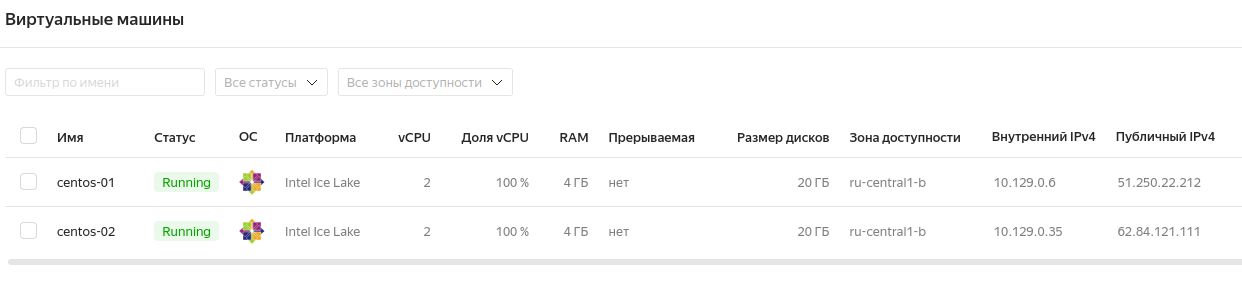 Виртуальные машины
Фильтр по имени Все статусы Все зоны доступности
Имя Статус ОС Платформа vCPU Доля vCPU RAM Прерываемая Размер дисков Зона доступности Внутренний IPv4 Публичный IPv4
centos-01 Running Intel Ice Lake 2 100 % 4 ГБ нет 20 ГБ ru-central1-b 10.129.0.6 51.250.22.212
centos-02 Running Intel Ice Lake 2 100 % 4 ГБ нет 20 ГБ ru-central1-b 10.129.0.35 62.84.121.111